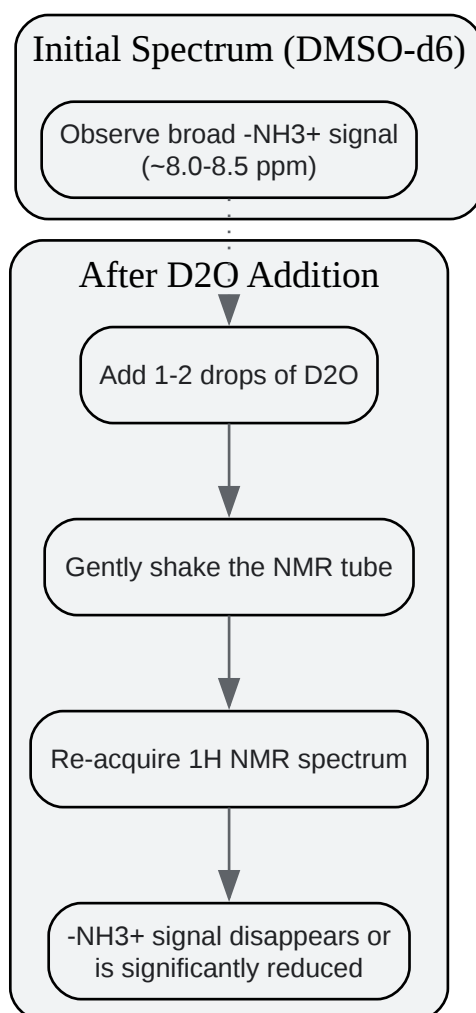 Initial Spectrum (DMSO-d6)
Observe broad -NH3+ signal
(~8.0-8.5 ppm)
After D2O Addition
Add 1-2 drops of D2O
Gently shake the NMR tube
Re-acquire 1H NMR spectrum
-NH3+ signal disappears or
is significantly reduced